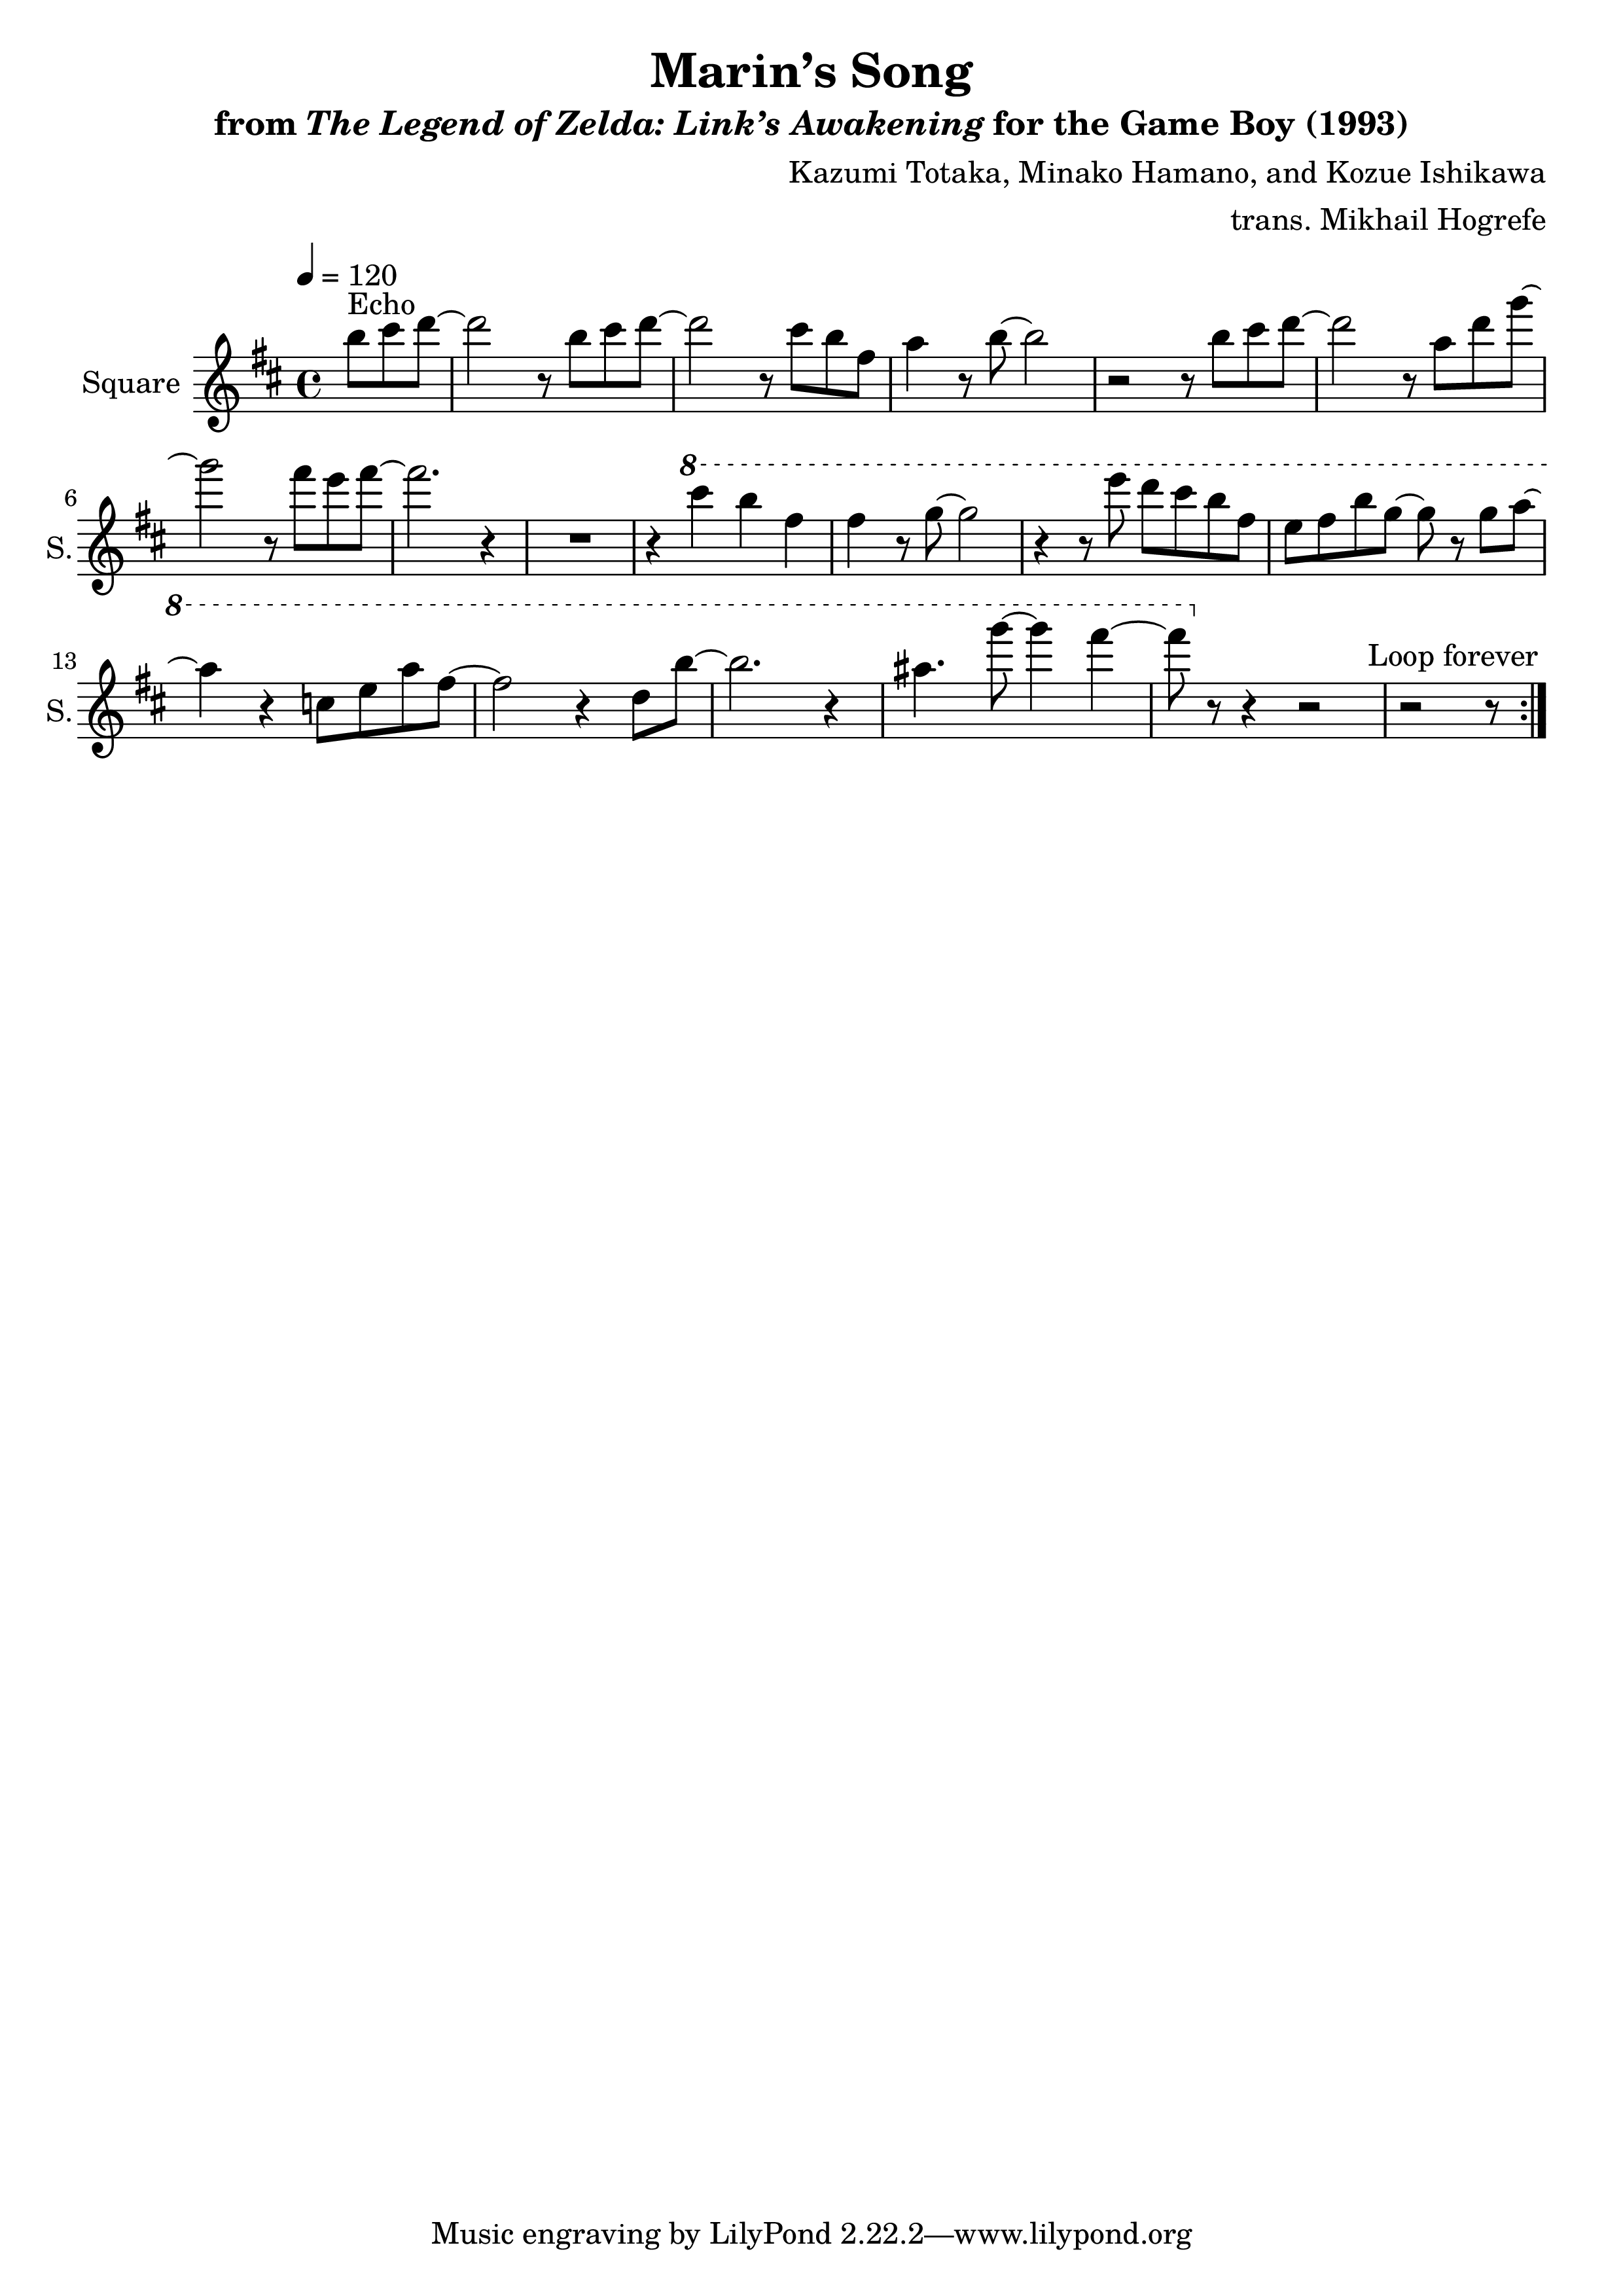 Marin’s Song
from The Legend of Zelda: Link’s Awakening for the Game Boy (1993)
Kazumi Totaka, Minako Hamano, and Kozue Ishikawa
trans. Mikhail Hogrefe
= 120
Echo
Square
8
6
S.
8
13
S.
Loop forever
Music engraving by LilyPond 2.22.2—www.lilypond.org